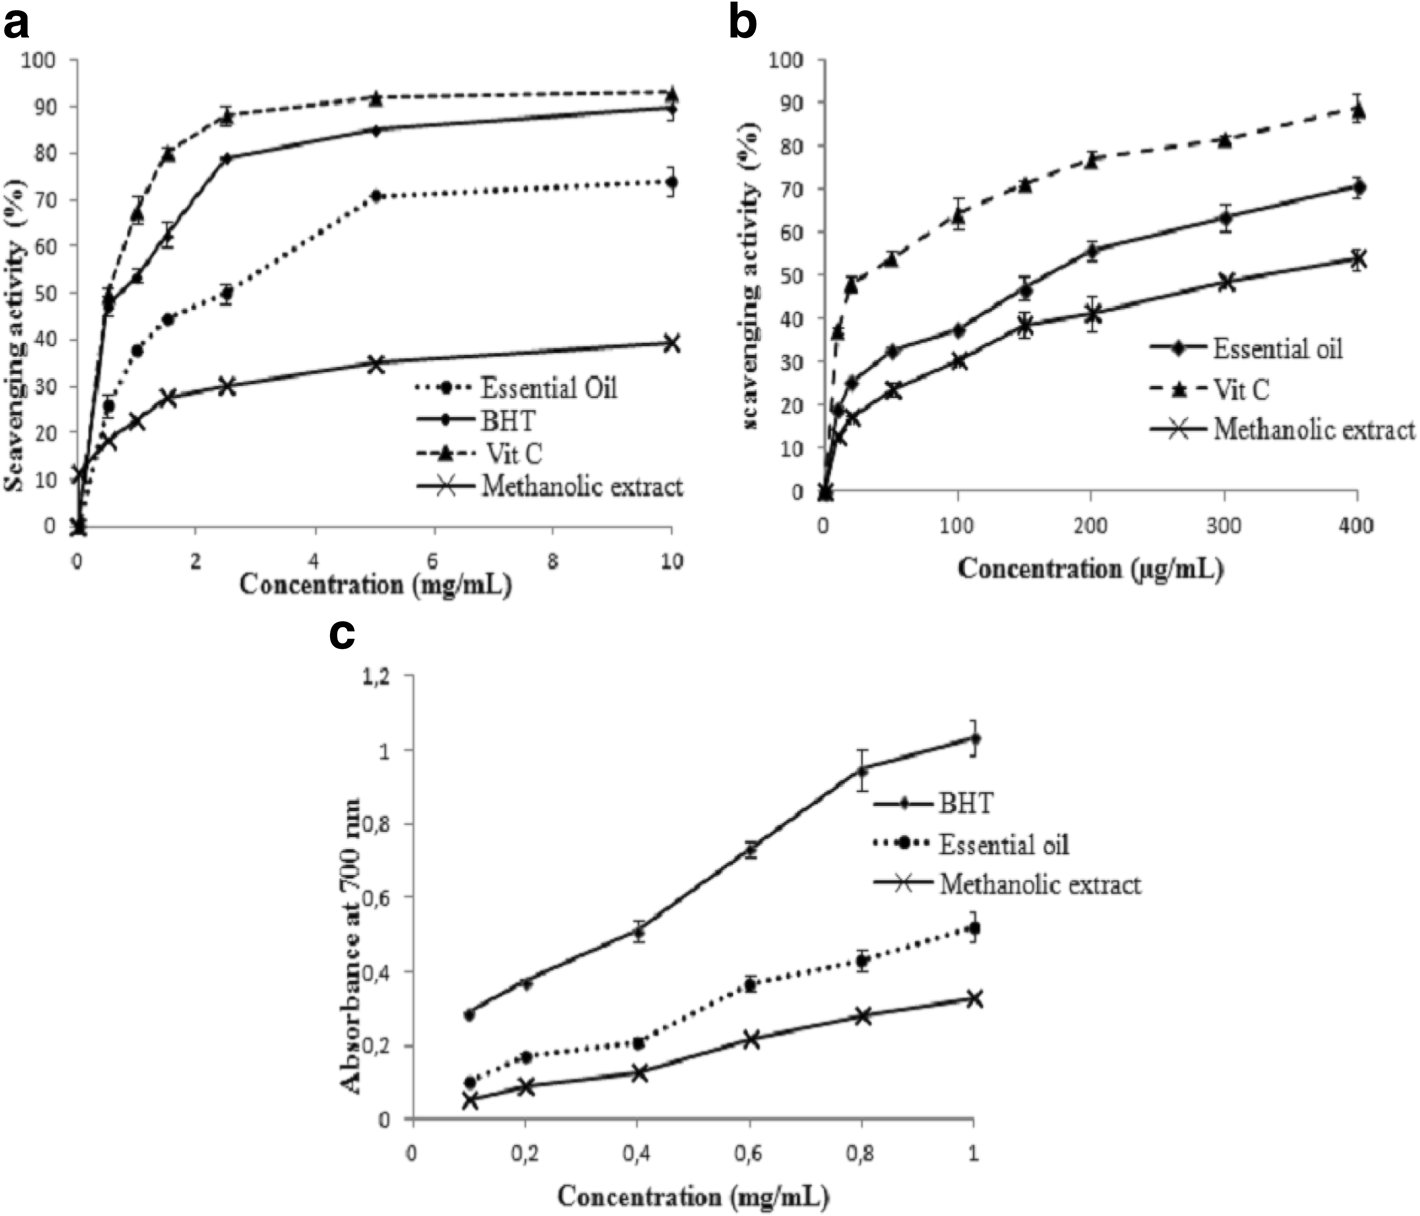 a
100
90
80
70
60
50
40
30
20
10
0
Scavenging activity (%)
0 2 4 6 8 10
Concentration (mg/mL)
Essential Oil
BHT
Vit C
Methanolic extract
b
100
90
80
70
60
50
40
30
20
10
0
scavenging activity (%)
0 100 200 300 400
Concentration (µg/mL)
Essential oil
Vit C
Methanolic extract
c
1,2
1
0,8
0,6
0,4
0,2
0
Absorbance at 700 nm
0 0,2 0,4 0,6 0,8 1
Concentration (mg/mL)
BHT
Essential oil
Methanolic extract